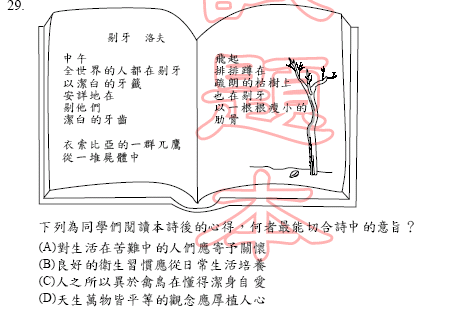 29.
剔牙　洛夫
中午
全世界的人都在剔牙
以潔白的牙籤
安詳地在
剔他們
潔白的牙齒
衣索比亞的一群兀鷹
從一堆屍體中
飛起
排排蹲在
疏朗的枯樹上
也在剔牙
以一根根瘦小的
肋骨
下列為同學們閱讀本詩後的心得，何者最能切合詩中的意旨？
(A)對生活在苦難中的人們應寄予關懷
(B)良好的衛生習慣應從日常生活培養
(C)人之所以異於禽鳥在懂得潔身自愛
(D)天生萬物皆平等的觀念應厚植人心